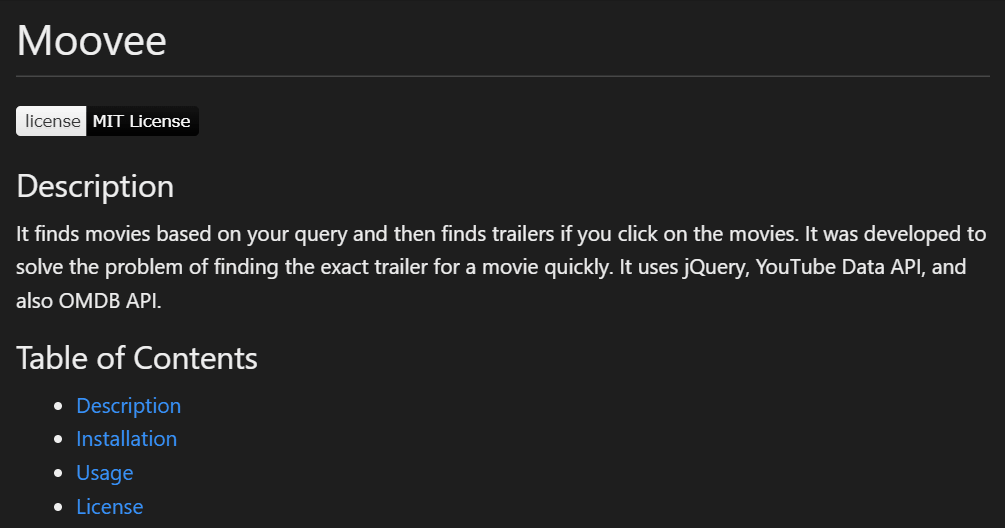 Moovee
license MIT License
Description
It finds movies based on your query and then finds trailers if you click on the movies. It was developed to
solve the problem of finding the exact trailer for a movie quickly. It uses jQuery, YouTube Data API, and
also OMDB API.
Table of Contents
Description
Installation
Usage
License